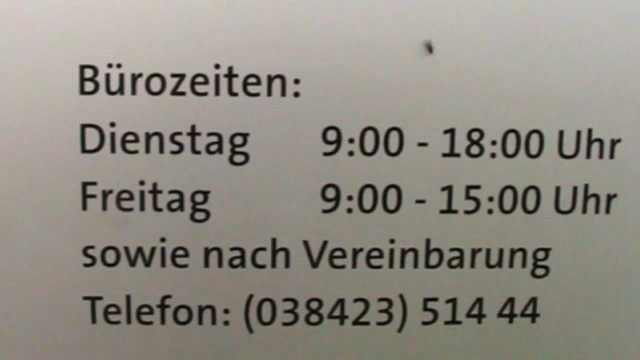 Bürozeiten:
Dienstag 9:00 - 18:00 Uhr
Freitag 9:00 - 15:00 Uhr
sowie nach Vereinbarung
Telefon: (038423) 514 44